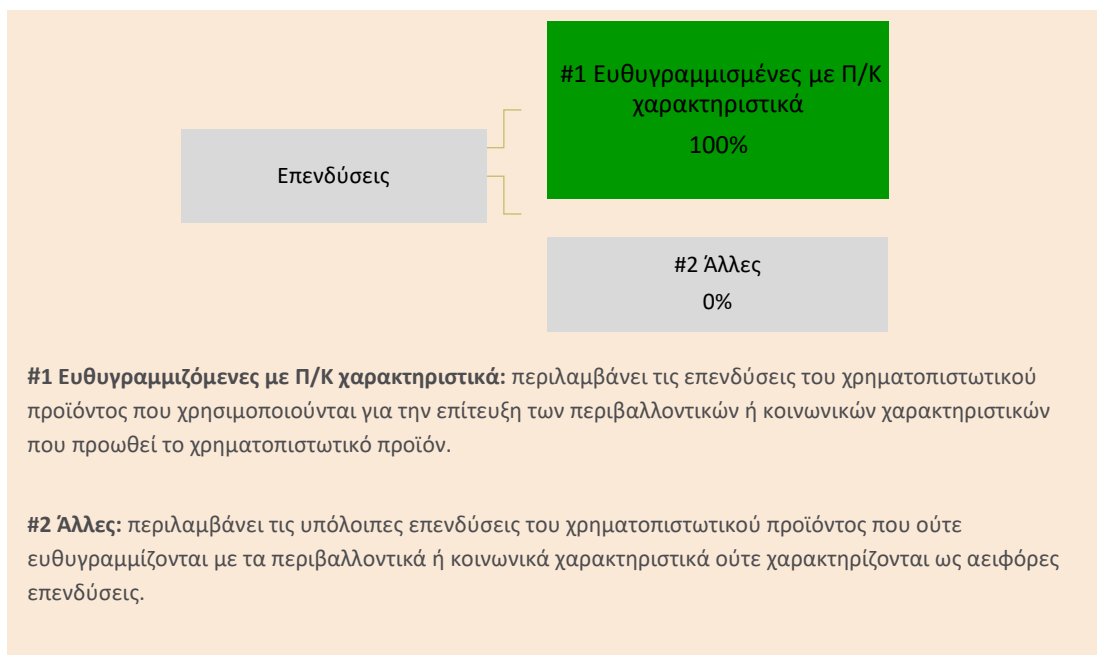 #1 Ευθυγραμμισμένες με Π/Κ
χαρακτηριστικά
100%
Επενδύσεις
#2 Άλλες
0%
#1 Ευθυγραμμιζόμενες με Π/Κ χαρακτηριστικά: περιλαμβάνει τις επενδύσεις του χρηματοπιστωτικού
προϊόντος που χρησιμοποιούνται για την επίτευξη των περιβαλλοντικών ή κοινωνικών χαρακτηριστικών
που προωθεί το χρηματοπιστωτικό προϊόν.
#2 Άλλες: περιλαμβάνει τις υπόλοιπες επενδύσεις του χρηματοπιστωτικού προϊόντος που ούτε
ευθυγραμμίζονται με τα περιβαλλοντικά ή κοινωνικά χαρακτηριστικά ούτε χαρακτηρίζονται ως αειφόρες
επενδύσεις.